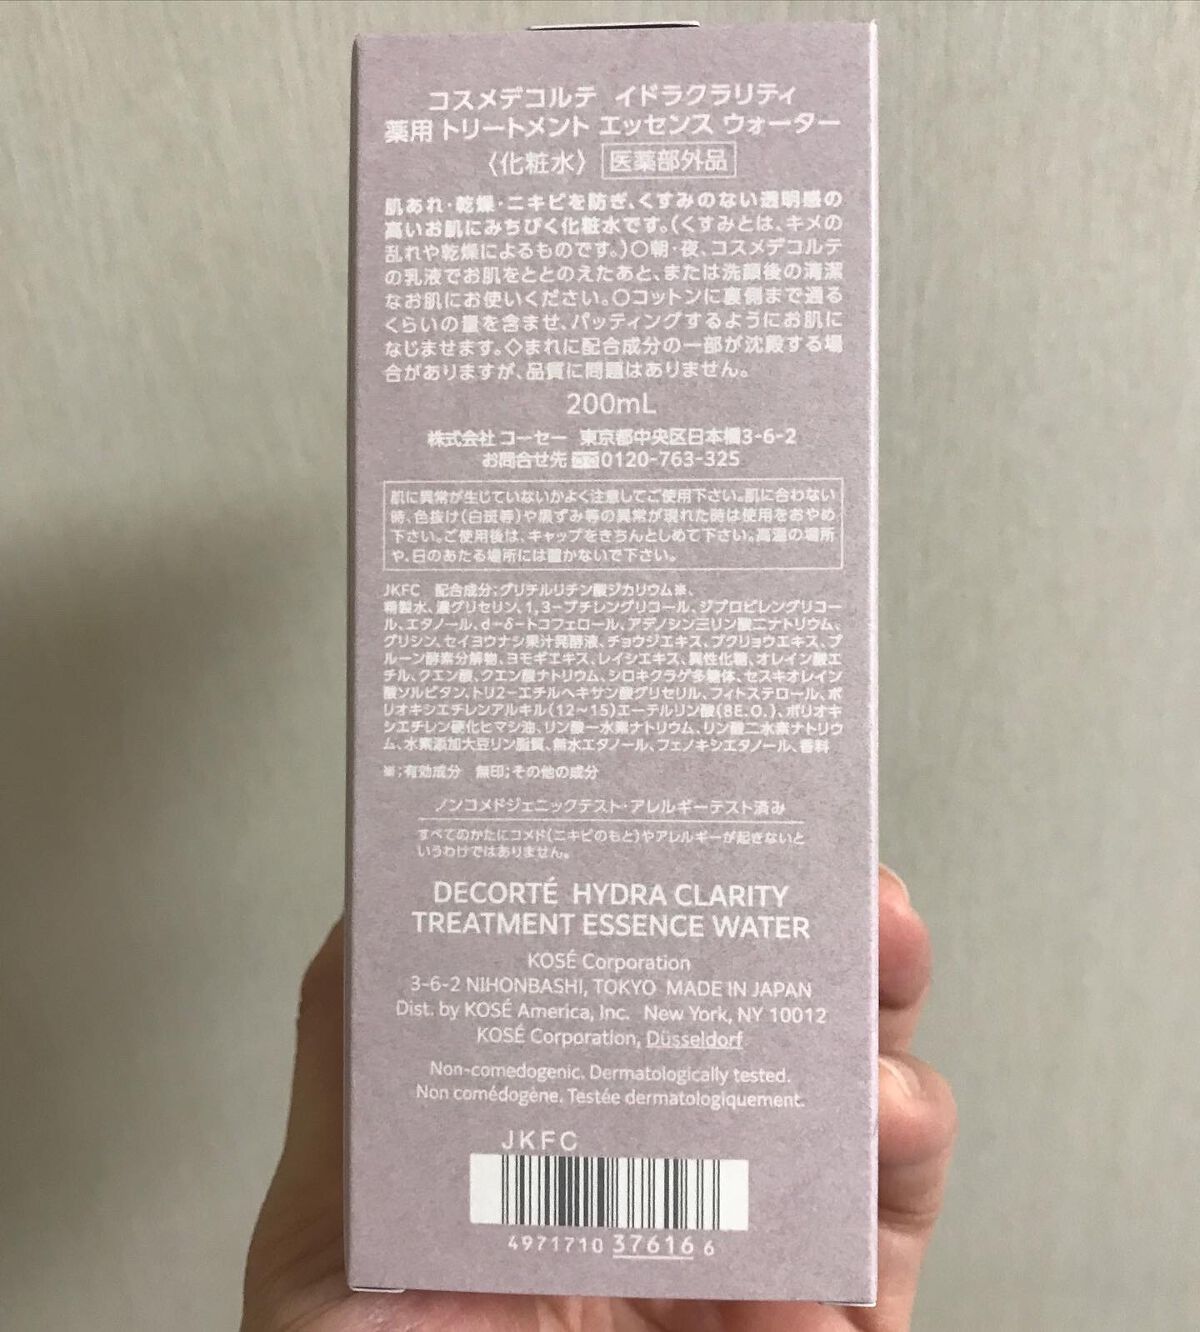 コスメデコルテ イドラクラリティ
薬用 トリートメント エッセンス ウォーター
〈化粧水〉 医薬部外品
肌あれ・乾燥・ニキビを防ぎ、くすみのない透明感の
高いお肌にみちびく化粧水です。(くすみとは、キメの
乱れや乾燥によるものです。)○朝・夜、コスメデコルテ
の乳液でお肌をととのえたあと、または洗顔後の清潔
なお肌にお使いください。○コットンに裏側まで通る
くらいの量を含ませ、パッティングするようにお肌に
なじませます。◇まれに配合成分の一部が沈殿する場
合がありますが、品質に問題はありません。
200mL
株式会社 コーセー 東京都中央区日本橋3-6-2
お問合せ先 0120-763-325
肌に異常が生じていないかよく注意してご使用下さい。肌に合わない
時、色抜け(白斑等)や黒ずみ等の異常が現れた時は使用をおやめ
下さい。ご使用後は、キャップをきちんとしめて下さい。高温の場所
や、日のあたる場所には置かないで下さい。
JKFC 配合成分:グリチルリチン酸ジカリウム※、
精製水、濃グリセリン、1,3-ブチレングリコール、ジプロピレングリコー
ル、エタノール、d-δ-トコフェロール、アデノシン三リン酸二ナトリウム、
グリシン、セイヨウナシ果汁発酵液、チョウジエキス、ブクリョウエキス、プ
ルーン酵素分解物、ヨモギエキス、レイシエキス、異性化糖、オレイン酸エ
チル、クエン酸、クエン酸ナトリウム、シロキクラゲ多糖体、セスキオレイン
酸ソルビタン、トリ2-エチルヘキサン酸グリセリル、フィトステロール、ポ
リオキシエチレンアルキル(12~15)エーテルリン酸(8E.O.)、ポリオキ
シエチレン硬化ヒマシ油、リン酸一水素ナトリウム、リン酸二水素ナトリウ
ム、水素添加大豆リン脂質、無水エタノール、フェノキシエタノール、香料
※:有効成分 無印:その他の成分
ノンコメドジェニックテスト・アレルギーテスト済み
すべてのかたにコメド(ニキビのもと)やアレルギーが起きないと
いうわけではありません。
DECORTÉ HYDRA CLARITY
TREATMENT ESSENCE WATER
KOSÉ Corporation
3-6-2 NIHONBASHI, TOKYO MADE IN JAPAN
Dist. by KOSÉ America, Inc. New York, NY 10012
KOSÉ Corporation, Düsseldorf
Non-comedogenic. Dermatologically tested.
Non comédogène. Testée dermatologiquement.
JKFC
4971710 37616 6